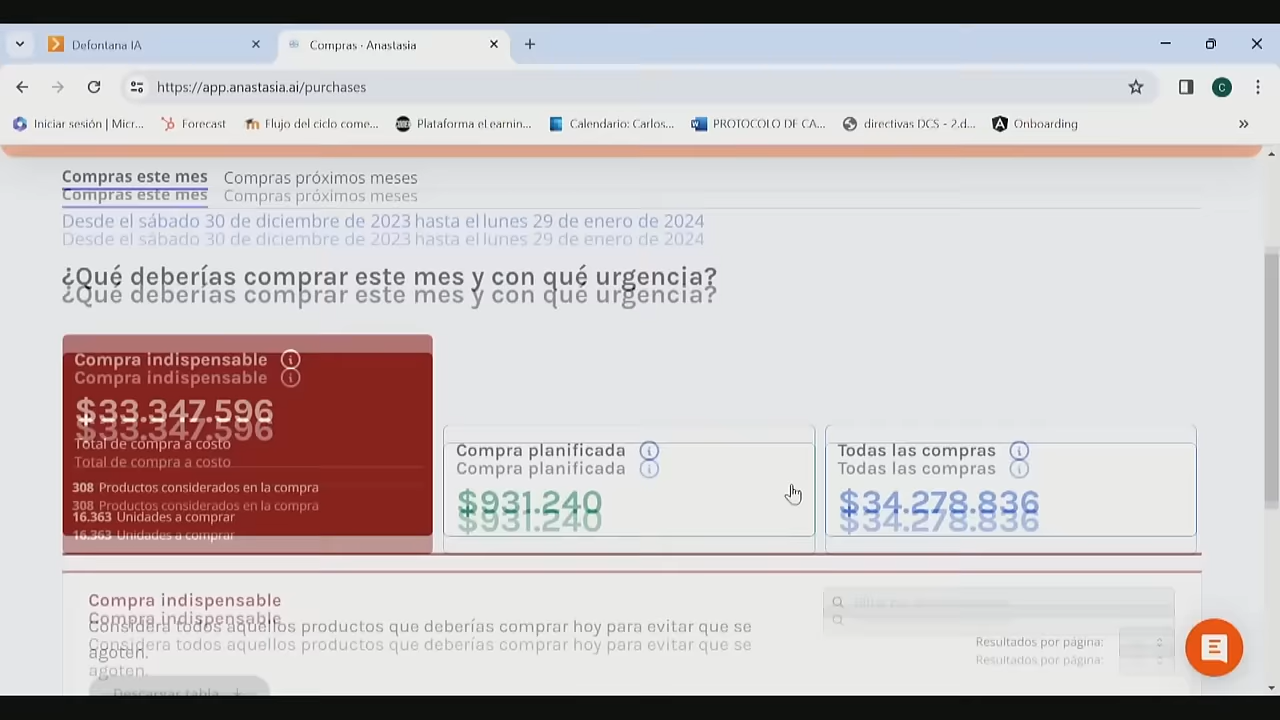 Defontana IA
Compras - Anastasia
https://app.anastasia.ai/purchases
Iniciar sesión | Micr...
Forecast
Flujo del ciclo come...
Plataforma el earnin...
Calendario: Carlos...
PROTOCOLO DE CA...
directivas DCS - 2.d...
Onboarding
»
C
Compras este mes
Compras próximos meses
Desde el sábado 30 de diciembre de 2023 hasta el lunes 29 de enero de 2024
¿Qué deberías comprar este mes y con qué urgencia?
Compra indispensable
$33.347.596
Total de compra a costo
308 Productos considerados en la compra
16.363 Unidades a comprar
Compra planificada
$931.240
Todas las compras
$34.278.836
Compra indispensable
Considera todos aquellos productos que deberías comprar hoy para evitar que se
agoten.
Resultados por página:
Descargar tabla